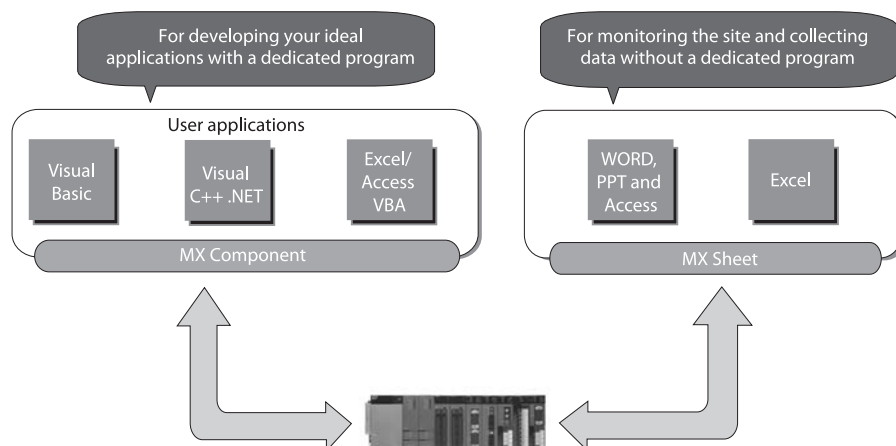 For developing your ideal
applications with a dedicated program
For monitoring the site and collecting
data without a dedicated program
User applications
Visual
Basic
Visual
C++ .NET
Excel/
Access
VBA
MX Component
WORD,
PPT and
Access
Excel
MX Sheet